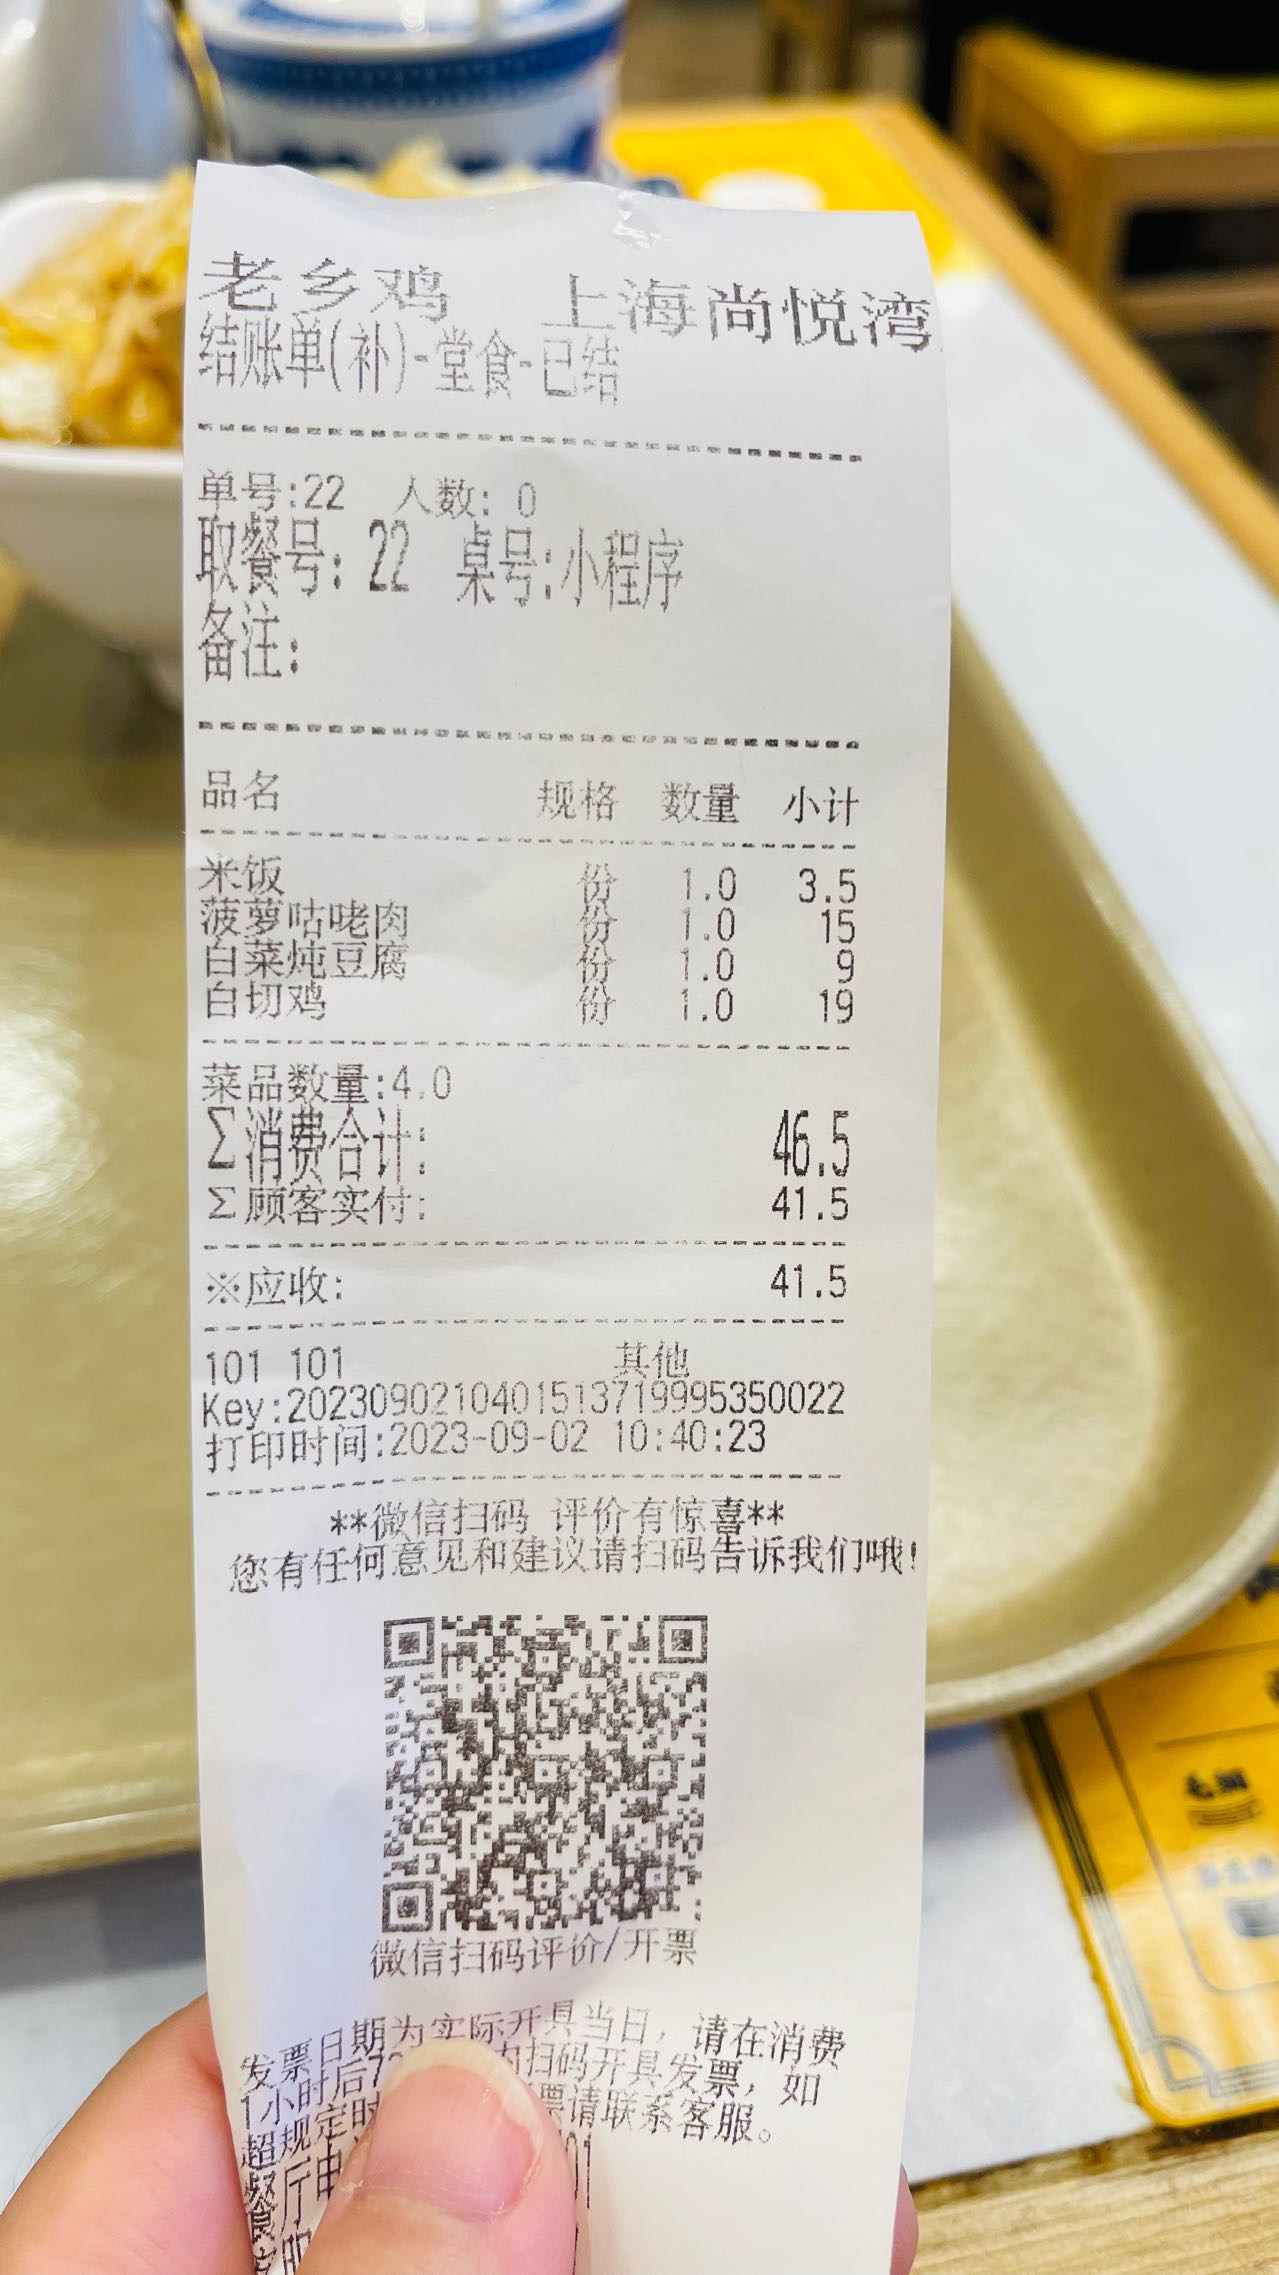 老乡鸡 上海尚悦湾
结账单(补)-堂食-已结
单号:22 人数: 0
取餐号: 22 桌号:小程序
备注:
品名 规格 数量 小计
米饭 份 1.0 3.5
菠萝咕咾肉 份 1.0 15
白菜炖豆腐 份 1.0 9
白切鸡 份 1.0 19
菜品数量:4.0
Σ消费合计: 46.5
Σ顾客实付: 41.5
※应收: 41.5
101 101 其他
Key:2023090210401513719995350022
打印时间:2023-09-02 10:40:23
**微信扫码 评价有惊喜**
您有任何意见和建议请扫码告诉我们哦!
微信扫码评价/开票
发票日期为实际开具当日, 请在消费
1小时后7 内扫码开具发票, 如
超规定时 票请联系客服。
餐厅电 01